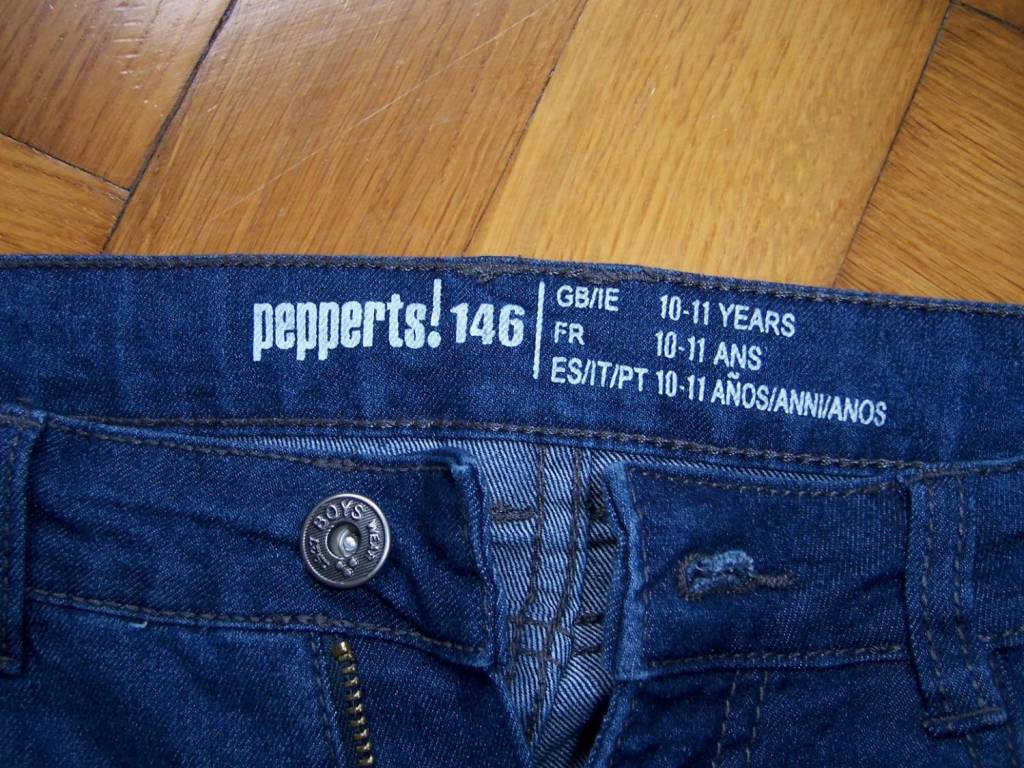 pepperts! 146
GB/IE 10-11 YEARS
FR 10-11 ANS
ES/IT/PT 10-11 AÑOS/ANNI/ANOS
BOYS WEAR